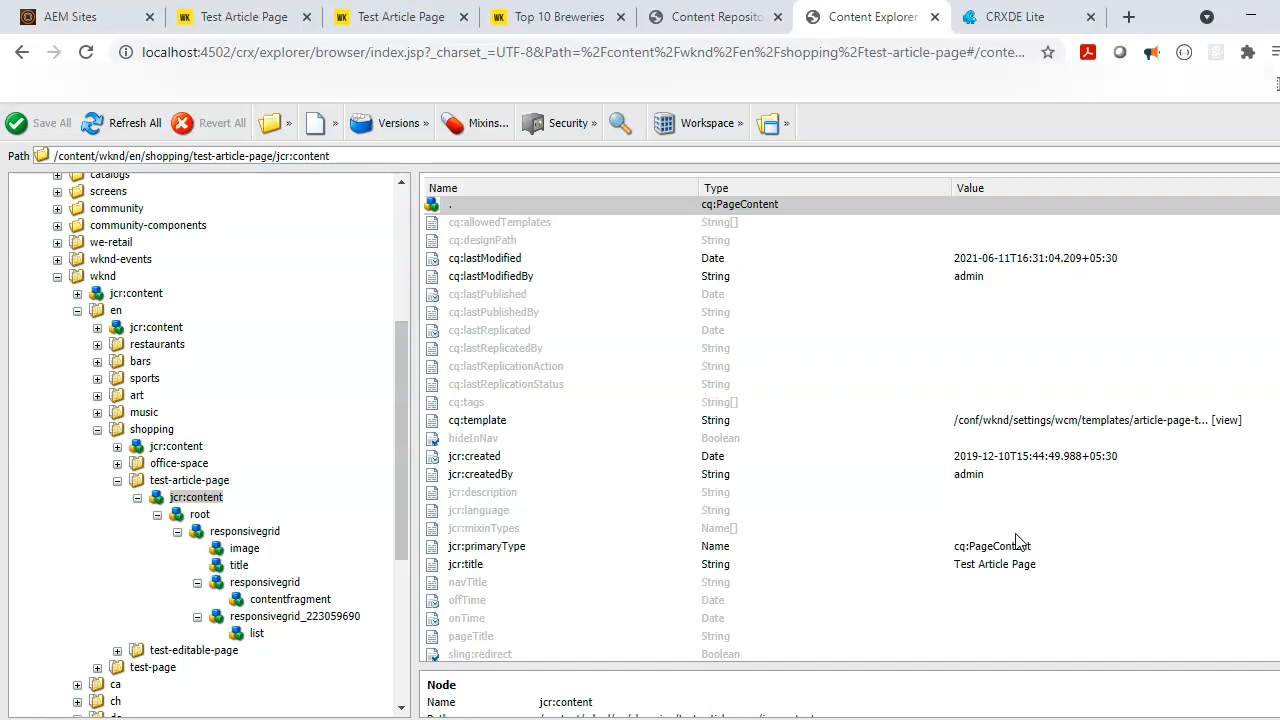 AEM Sites
Test Article Page
Test Article Page
Top 10 Breweries
Content Reposito
Content Explorer
CRXDE Lite
localhost:4502/crx/explorer/browser/index.jsp?_charset_=UTF-8&Path=%2Fcontent%2Fwknd%2Fen%2Fshopping%2Ftest-article-page#/conte...
Save All
Refresh All
Revert All
»
»
Versions »
Mixins...
Security »
Workspace »
»
Path /content/wknd/en/shopping/test-article-page/jcr:content
catalogs
screens
community
community-components
we-retail
wknd-events
wknd
jcr:content
en
jcr:content
restaurants
bars
sports
art
music
shopping
jcr:content
office-space
test-article-page
jcr:content
root
responsivegrid
image
title
responsivegrid
contentfragment
responsivegrid_223059690
list
test-editable-page
test-page
ca
ch
Name Type Value
. cq:PageContent
cq:allowedTemplates String[]
cq:designPath String
cq:lastModified Date 2021-06-11T16:31:04.209+05:30
cq:lastModifiedBy String admin
cq:lastPublished Date
cq:lastPublishedBy String
cq:lastReplicated Date
cq:lastReplicatedBy String
cq:lastReplicationAction String
cq:lastReplicationStatus String
cq:tags String[]
cq:template String /conf/wknd/settings/wcm/templates/article-page-t... [view]
hideInNav Boolean
jcr:created Date 2019-12-10T15:44:49.988+05:30
jcr:createdBy String admin
jcr:description String
jcr:language String
jcr:mixinTypes Name[]
jcr:primaryType Name cq:PageContent
jcr:title String Test Article Page
navTitle String
offTime Date
onTime Date
pageTitle String
sling:redirect Boolean
Node
Name jcr:content